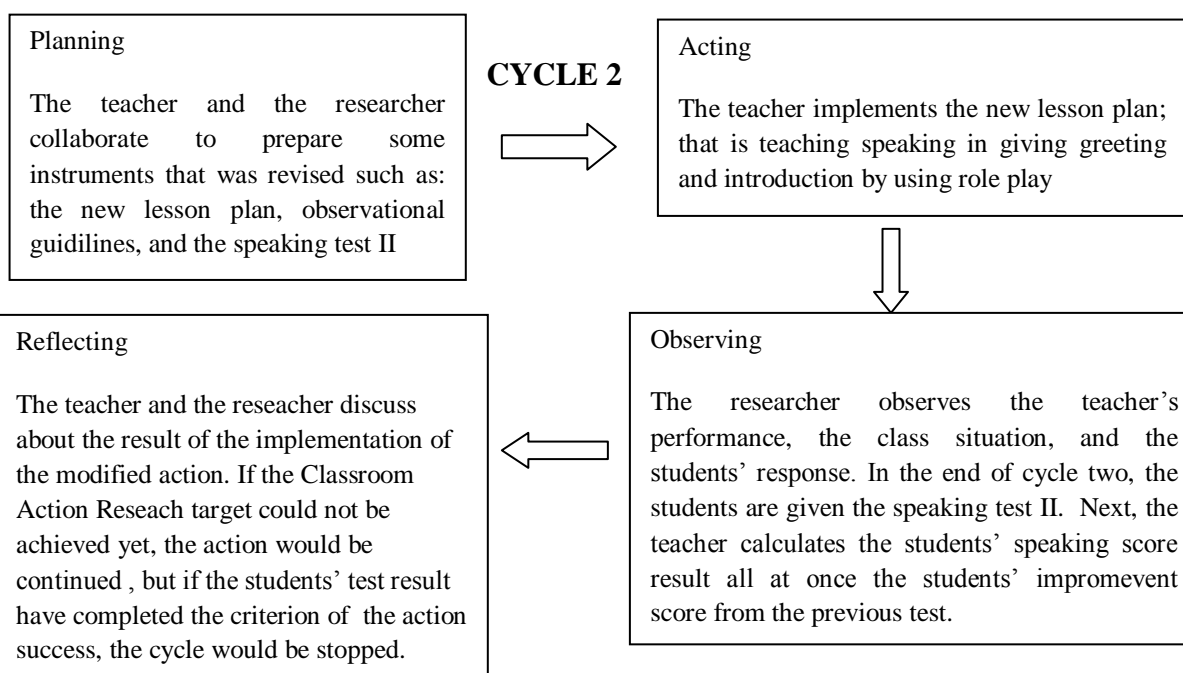 Planning
The teacher and the researcher
collaborate to prepare some
instruments that was revised such as:
the new lesson plan, observational
guidilines, and the speaking test II
CYCLE 2
Acting
The teacher implements the new lesson plan;
that is teaching speaking in giving greeting
and introduction by using role play
Reflecting
The teacher and the reseacher discuss
about the result of the implementation of
the modified action. If the Classroom
Action Reseach target could not be
achieved yet, the action would be
continued , but if the students’ test result
have completed the criterion of the action
success, the cycle would be stopped.
Observing
The researcher observes the teacher’s
performance, the class situation, and the
students’ response. In the end of cycle two, the
students are given the speaking test II. Next, the
teacher calculates the students’ speaking score
result all at once the students’ impromevent
score from the previous test.